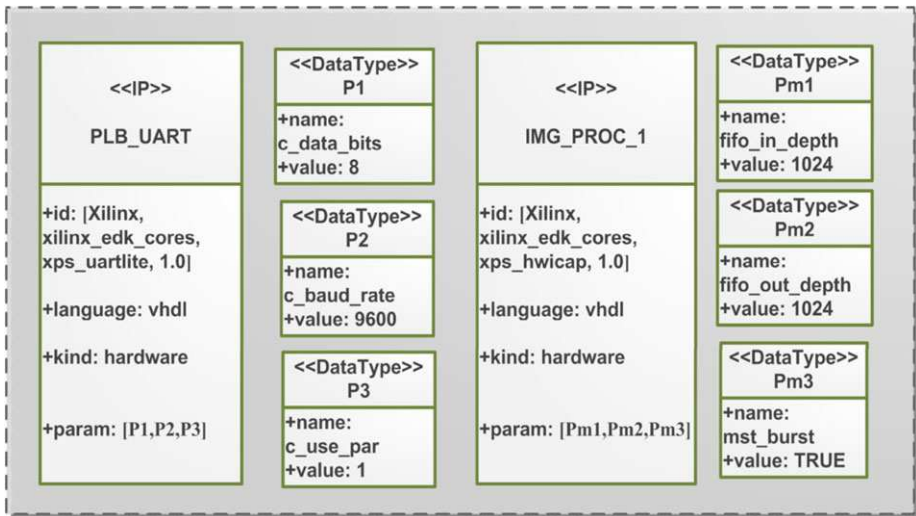 <<IP>>
PLB_UART
+id: [Xilinx,
xilinx_edk_cores,
xps_uartlite, 1.0]
+language: vhdl
+kind: hardware
+param: [P1,P2,P3]
<<DataType>>
P1
+name:
c_data_bits
+value: 8
<<DataType>>
P2
+name:
c_baud_rate
+value: 9600
<<DataType>>
P3
+name:
c_use_par
+value: 1
<<IP>>
IMG_PROC_1
+id: [Xilinx,
xilinx_edk_cores,
xps_hwicap, 1.0]
+language: vhdl
+kind: hardware
+param: [Pm1,Pm2,Pm3]
<<DataType>>
Pm1
+name:
fifo_in_depth
+value: 1024
<<DataType>>
Pm2
+name:
fifo_out_depth
+value: 1024
<<DataType>>
Pm3
+name:
mst_burst
+value: TRUE